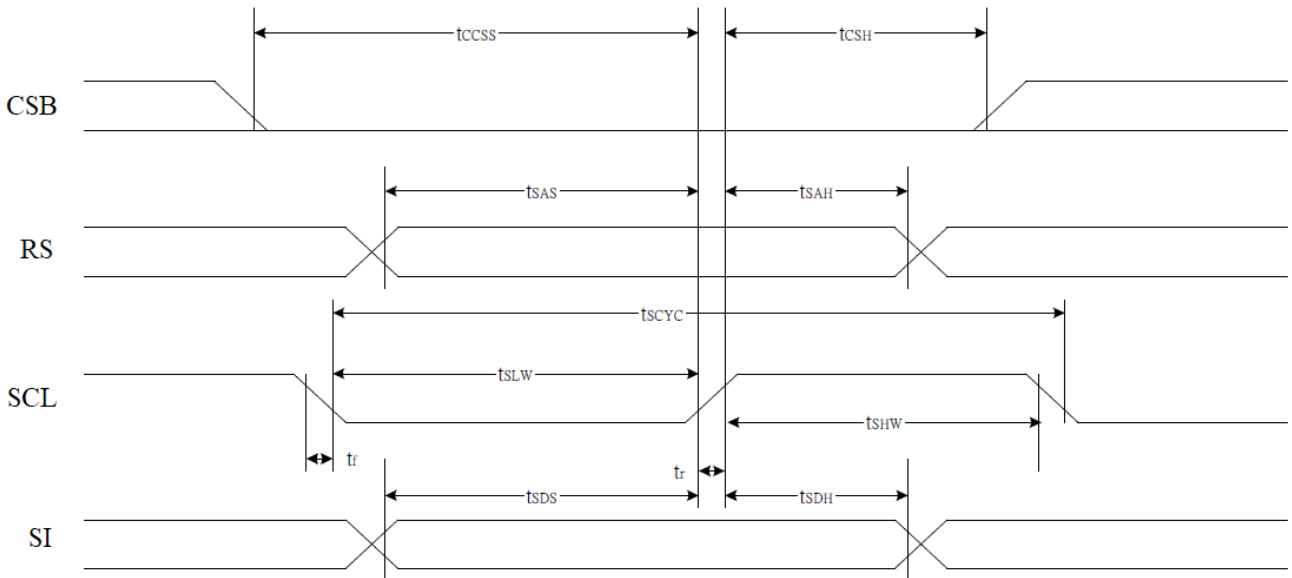 tCCSS tCSH
CSB
tSAS tSAH
RS
tSCYC
tSLW
SCL
tSHW
tf tr
tSDS tSDH
SI